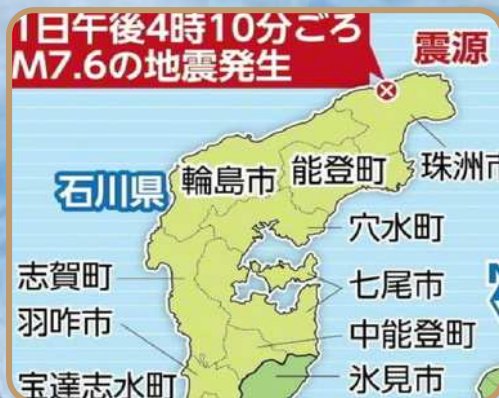 1日午後4時10分ごろ
M7.6の地震発生
震源
石川県
輪島市
能登町
珠洲市
穴水町
志賀町
七尾市
羽咋市
中能登町
宝達志水町
氷見市